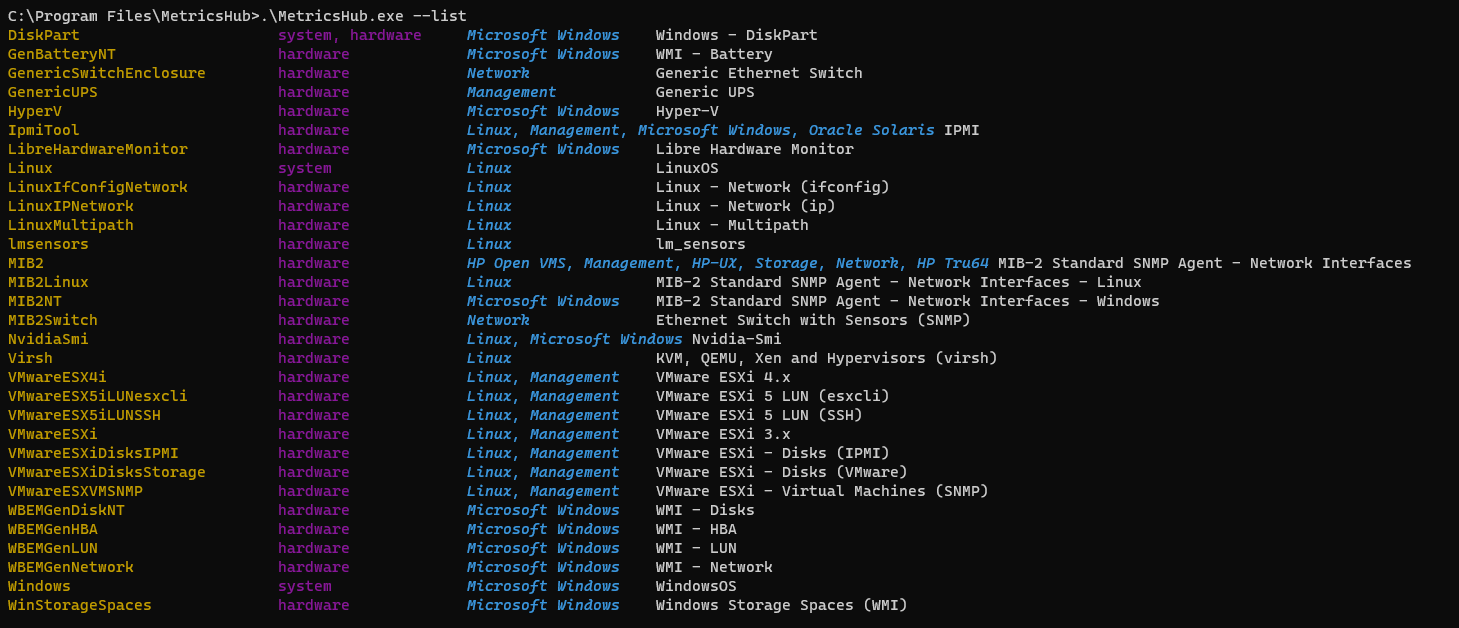 C:\Program Files\MetricsHub>.\MetricsHub.exe --list
DiskPart system, hardware Microsoft Windows Windows - DiskPart
GenBatteryNT hardware Microsoft Windows WMI - Battery
GenericSwitchEnclosure hardware Network Generic Ethernet Switch
GenericUPS hardware Management Generic UPS
HyperV hardware Microsoft Windows Hyper-V
IpmiTool hardware Linux, Management, Microsoft Windows, Oracle Solaris IPMI
LibreHardwareMonitor hardware Microsoft Windows Libre Hardware Monitor
Linux system Linux LinuxOS
LinuxIfConfigNetwork hardware Linux Linux - Network (ifconfig)
LinuxIPNetwork hardware Linux Linux - Network (ip)
LinuxMultipath hardware Linux Linux - Multipath
lmsensors hardware Linux lm_sensors
MIB2 hardware HP Open VMS, Management, HP-UX, Storage, Network, HP Tru64 MIB-2 Standard SNMP Agent - Network Interfaces
MIB2Linux hardware Linux MIB-2 Standard SNMP Agent - Network Interfaces - Linux
MIB2NT hardware Microsoft Windows MIB-2 Standard SNMP Agent - Network Interfaces - Windows
MIB2Switch hardware Network Ethernet Switch with Sensors (SNMP)
NvidiaSmi hardware Linux, Microsoft Windows Nvidia-Smi
Virsh hardware Linux KVM, QEMU, Xen and Hypervisors (virsh)
VMwareESX4i hardware Linux, Management VMware ESXi 4.x
VMwareESX5iLUNesxcli hardware Linux, Management VMware ESXi 5 LUN (esxcli)
VMwareESX5iLUNSSH hardware Linux, Management VMware ESXi 5 LUN (SSH)
VMwareESXi hardware Linux, Management VMware ESXi 3.x
VMwareESXiDisksIPMI hardware Linux, Management VMware ESXi - Disks (IPMI)
VMwareESXiDisksStorage hardware Linux, Management VMware ESXi - Disks (VMware)
VMwareESXVMSNMP hardware Linux, Management VMware ESXi - Virtual Machines (SNMP)
WBEMGenDiskNT hardware Microsoft Windows WMI - Disks
WBEMGenHBA hardware Microsoft Windows WMI - HBA
WBEMGenLUN hardware Microsoft Windows WMI - LUN
WBEMGenNetwork hardware Microsoft Windows WMI - Network
Windows system Microsoft Windows WindowsOS
WinStorageSpaces hardware Microsoft Windows Windows Storage Spaces (WMI)